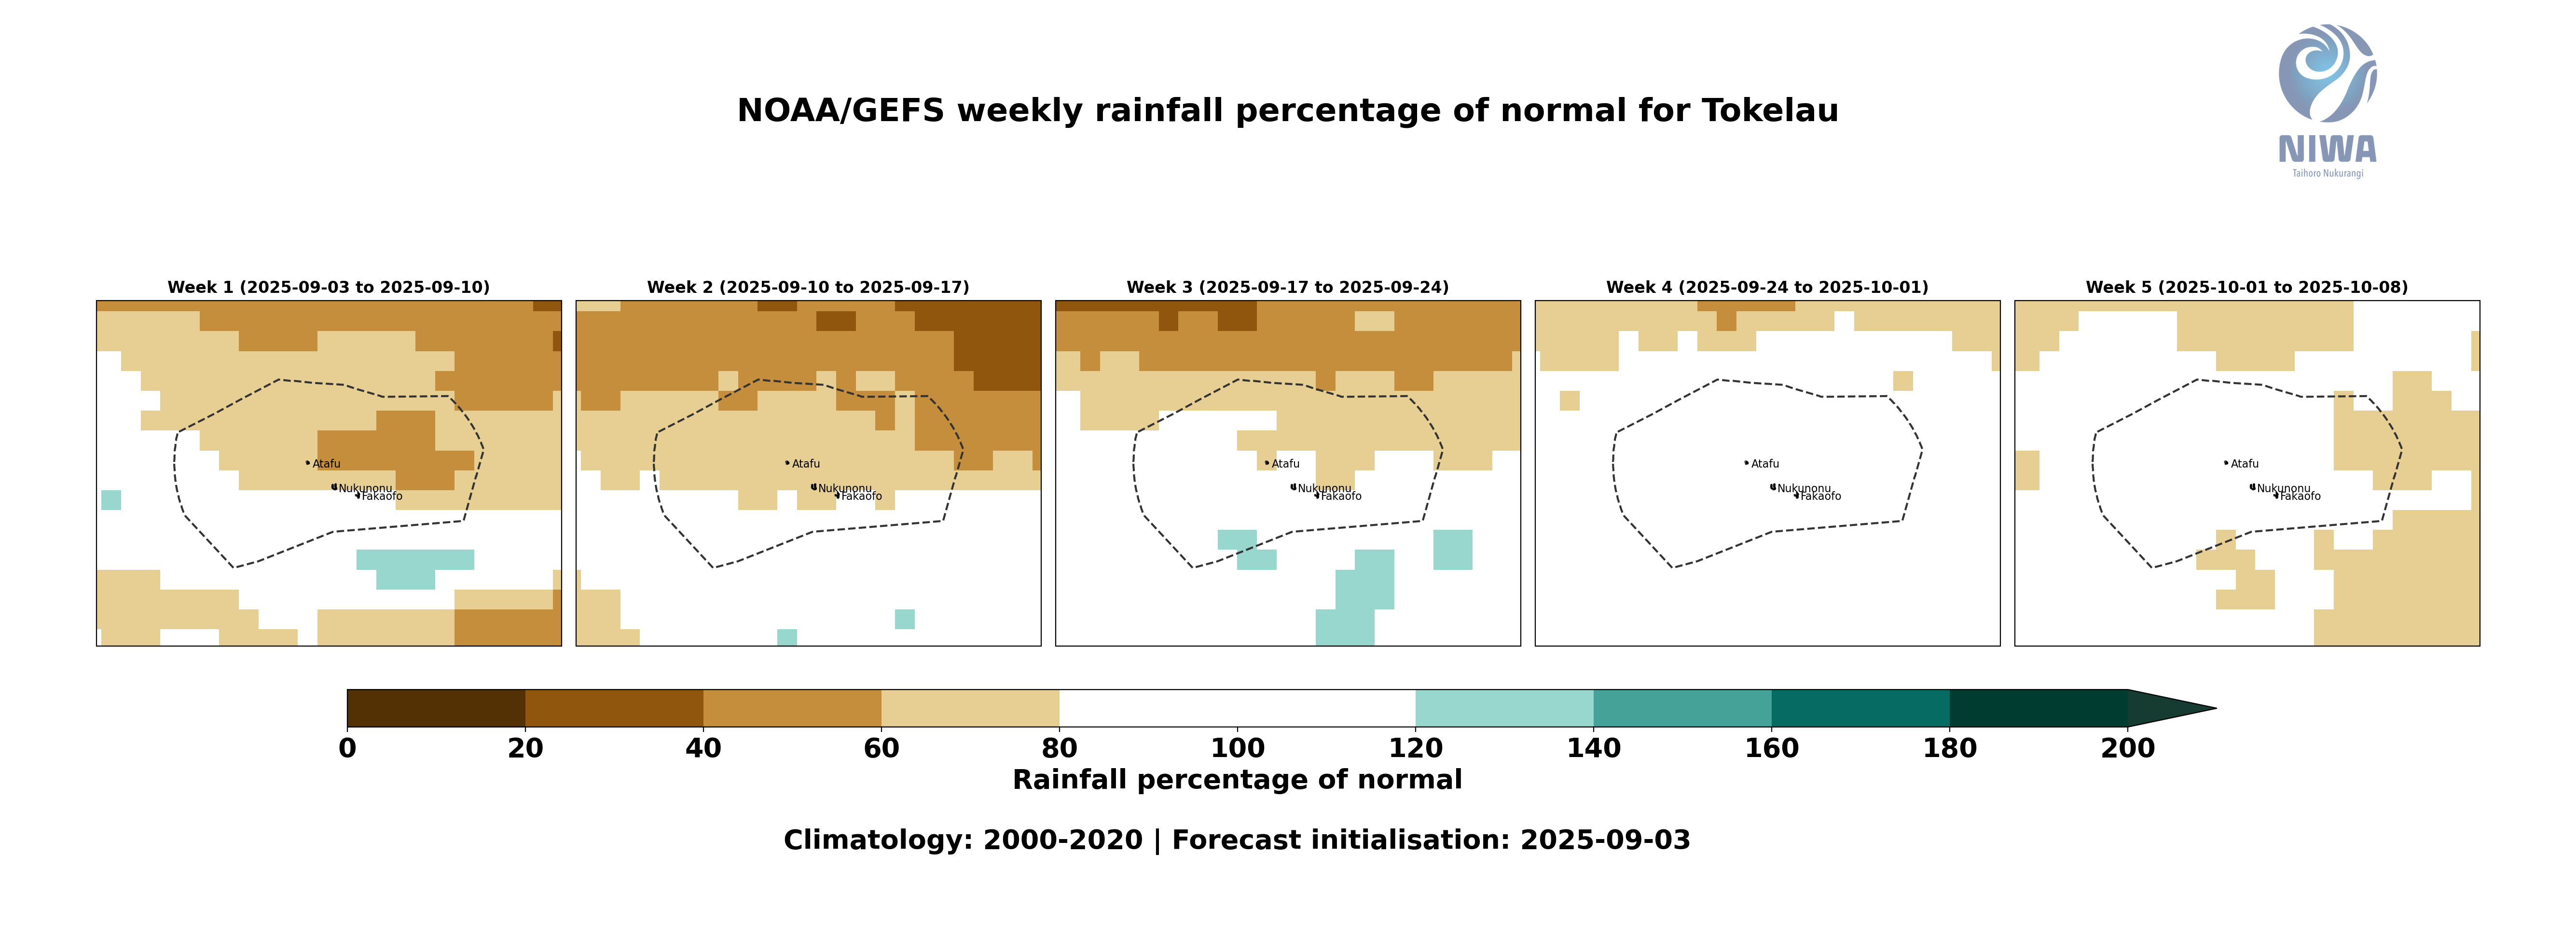 NOAA/GEFS weekly rainfall percentage of normal for Tokelau
NIWA
Taihoro Nukurangi
Week 1 (2025-09-03 to 2025-09-10)
Week 2 (2025-09-10 to 2025-09-17)
Week 3 (2025-09-17 to 2025-09-24)
Week 4 (2025-09-24 to 2025-10-01)
Week 5 (2025-10-01 to 2025-10-08)
Atafu
Nukunonu
Fakaofo
Atafu
Nukunonu
Fakaofo
Atafu
Nukunonu
Fakaofo
Atafu
Nukunonu
Fakaofo
Atafu
Nukunonu
Fakaofo
0 20 40 60 80 100 120 140 160 180 200
Rainfall percentage of normal
Climatology: 2000-2020 | Forecast initialisation: 2025-09-03